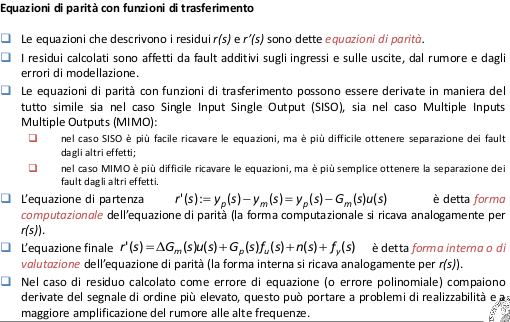 Equazioni di parità con funzioni di trasferimento
Le equazioni che descrivono i residui r(s) e r’(s) sono dette equazioni di parità.
I residui calcolati sono affetti da fault additivi sugli ingressi e sulle uscite, dal rumore e dagli
errori di modellazione.
Le equazioni di parità con funzioni di trasferimento possono essere derivate in maniera del
tutto simile sia nel caso Single Input Single Output (SISO), sia nel caso Multiple Inputs
Multiple Outputs (MIMO):
nel caso SISO è più facile ricavare le equazioni, ma è più difficile ottenere separazione dei fault
dagli altri effetti;
nel caso MIMO è più difficile ricavare le equazioni, ma è più semplice ottenere la separazione dei
fault dagli altri effetti.
L’equazione di partenza r'(s):= y_p(s) − y_m(s) = y_p(s) − G_m(s)u(s) è detta forma
computazionale dell’equazione di parità (la forma computazionale si ricava analogamente per
r(s)).
L’equazione finale r'(s) = ΔG_m(s)u(s) + G_p(s)f_u(s) + n(s) + f_y(s) è detta forma interna o di
valutazione dell’equazione di parità (la forma interna si ricava analogamente per r(s)).
Nel caso di residuo calcolato come errore di equazione (o errore polinomiale) compaiono
derivate del segnale di ordine più elevato, questo può portare a problemi di realizzabilità e a
maggiore amplificazione del rumore alle alte frequenze.